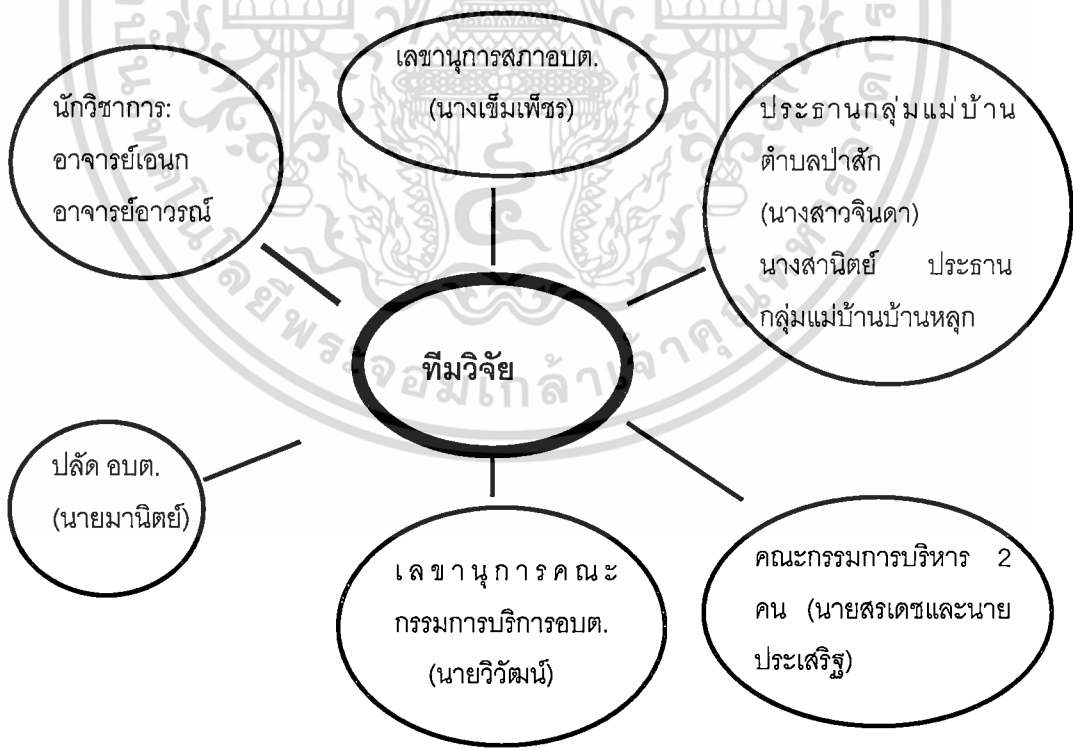 เลขานุการสภาอบต.
(นางเข็มเพ็ชร)
นักวิชาการ:
อาจารย์เอนก
อาจารย์อาวรณ์
ประธานกลุ่มแม่บ้าน
ตำบลป่าสัก
(นางสาวจินดา)
นางสานิตย์ ประธาน
กลุ่มแม่บ้านบ้านหลุก
ทีมวิจัย
ปลัด อบต.
(นายมานิตย์)
เลขานุการคณะ
กรรมการบริการอบต.
(นายวิวัฒน์)
คณะกรรมการบริหาร 2
คน (นายสรเดชและนาย
ประเสริฐ)